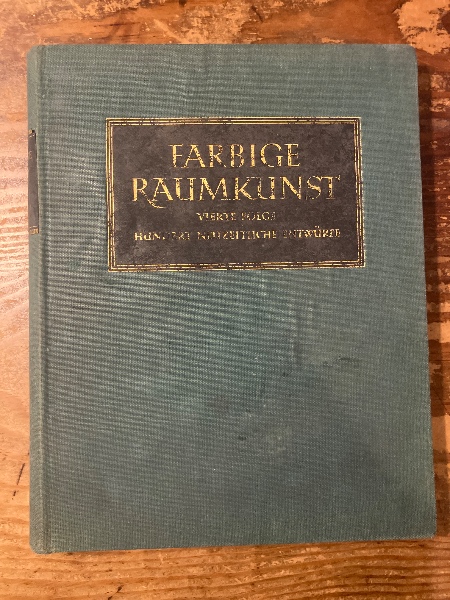 FARBIGE
RAUMKUNST
VIERTE FOLGE
HUNDERT NEUZEITLICHE ENTWÜRFE